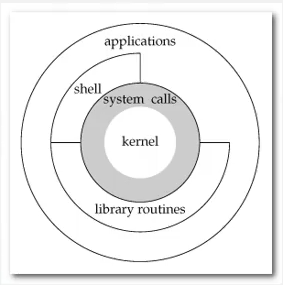 applications
shell
system calls
kernel
library routines